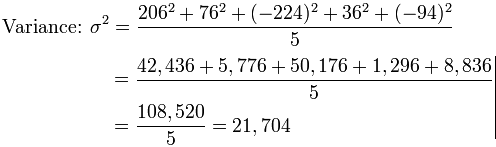 Variance: σ² = (206² + 76² + (−224)² + 36² + (−94)²) / 5
= (42,436 + 5,776 + 50,176 + 1,296 + 8,836) / 5
= 108,520 / 5 = 21,704